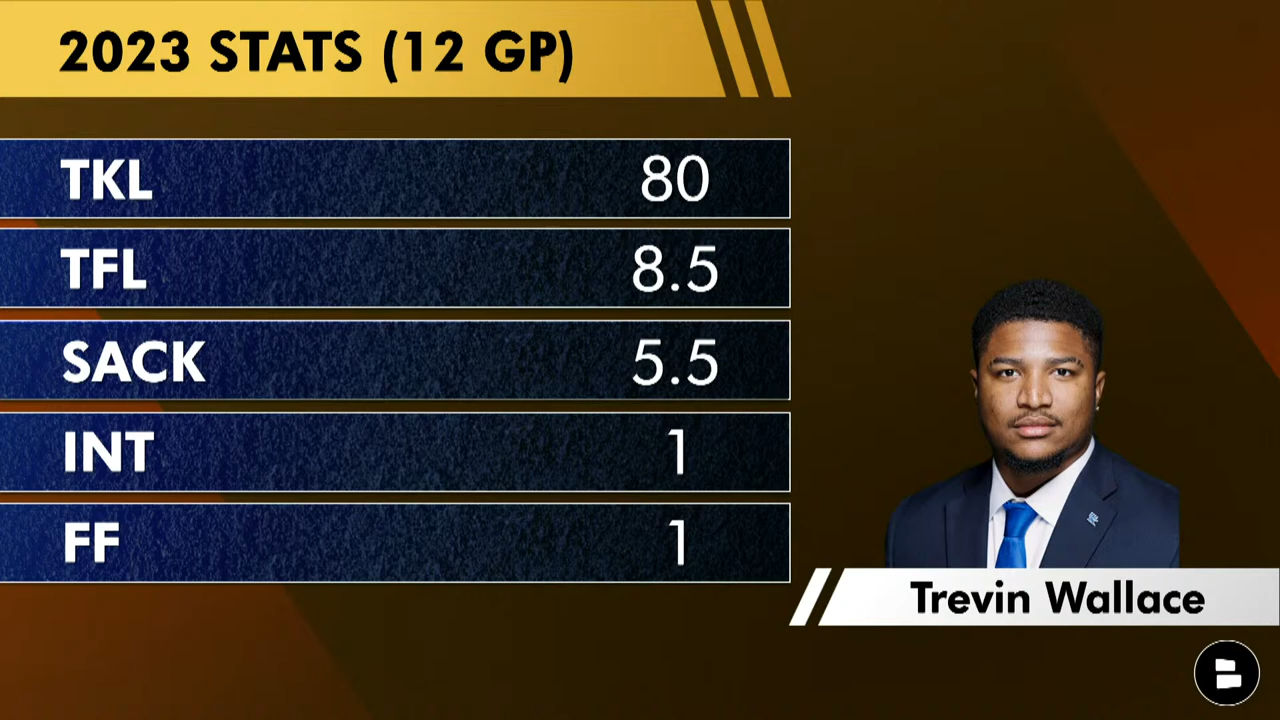 2023 STATS (12 GP)
TKL 80
TFL 8.5
SACK 5.5
INT 1
FF 1
Trevin Wallace